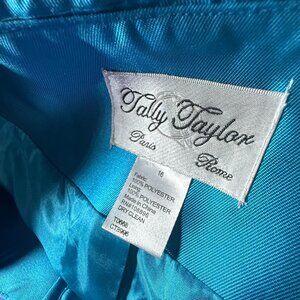 Tally Taylor
Paris Rome
16
Fabric:
100% POLYESTER
Lining:
100% POLYESTER
Made in China
DRY CLEAN